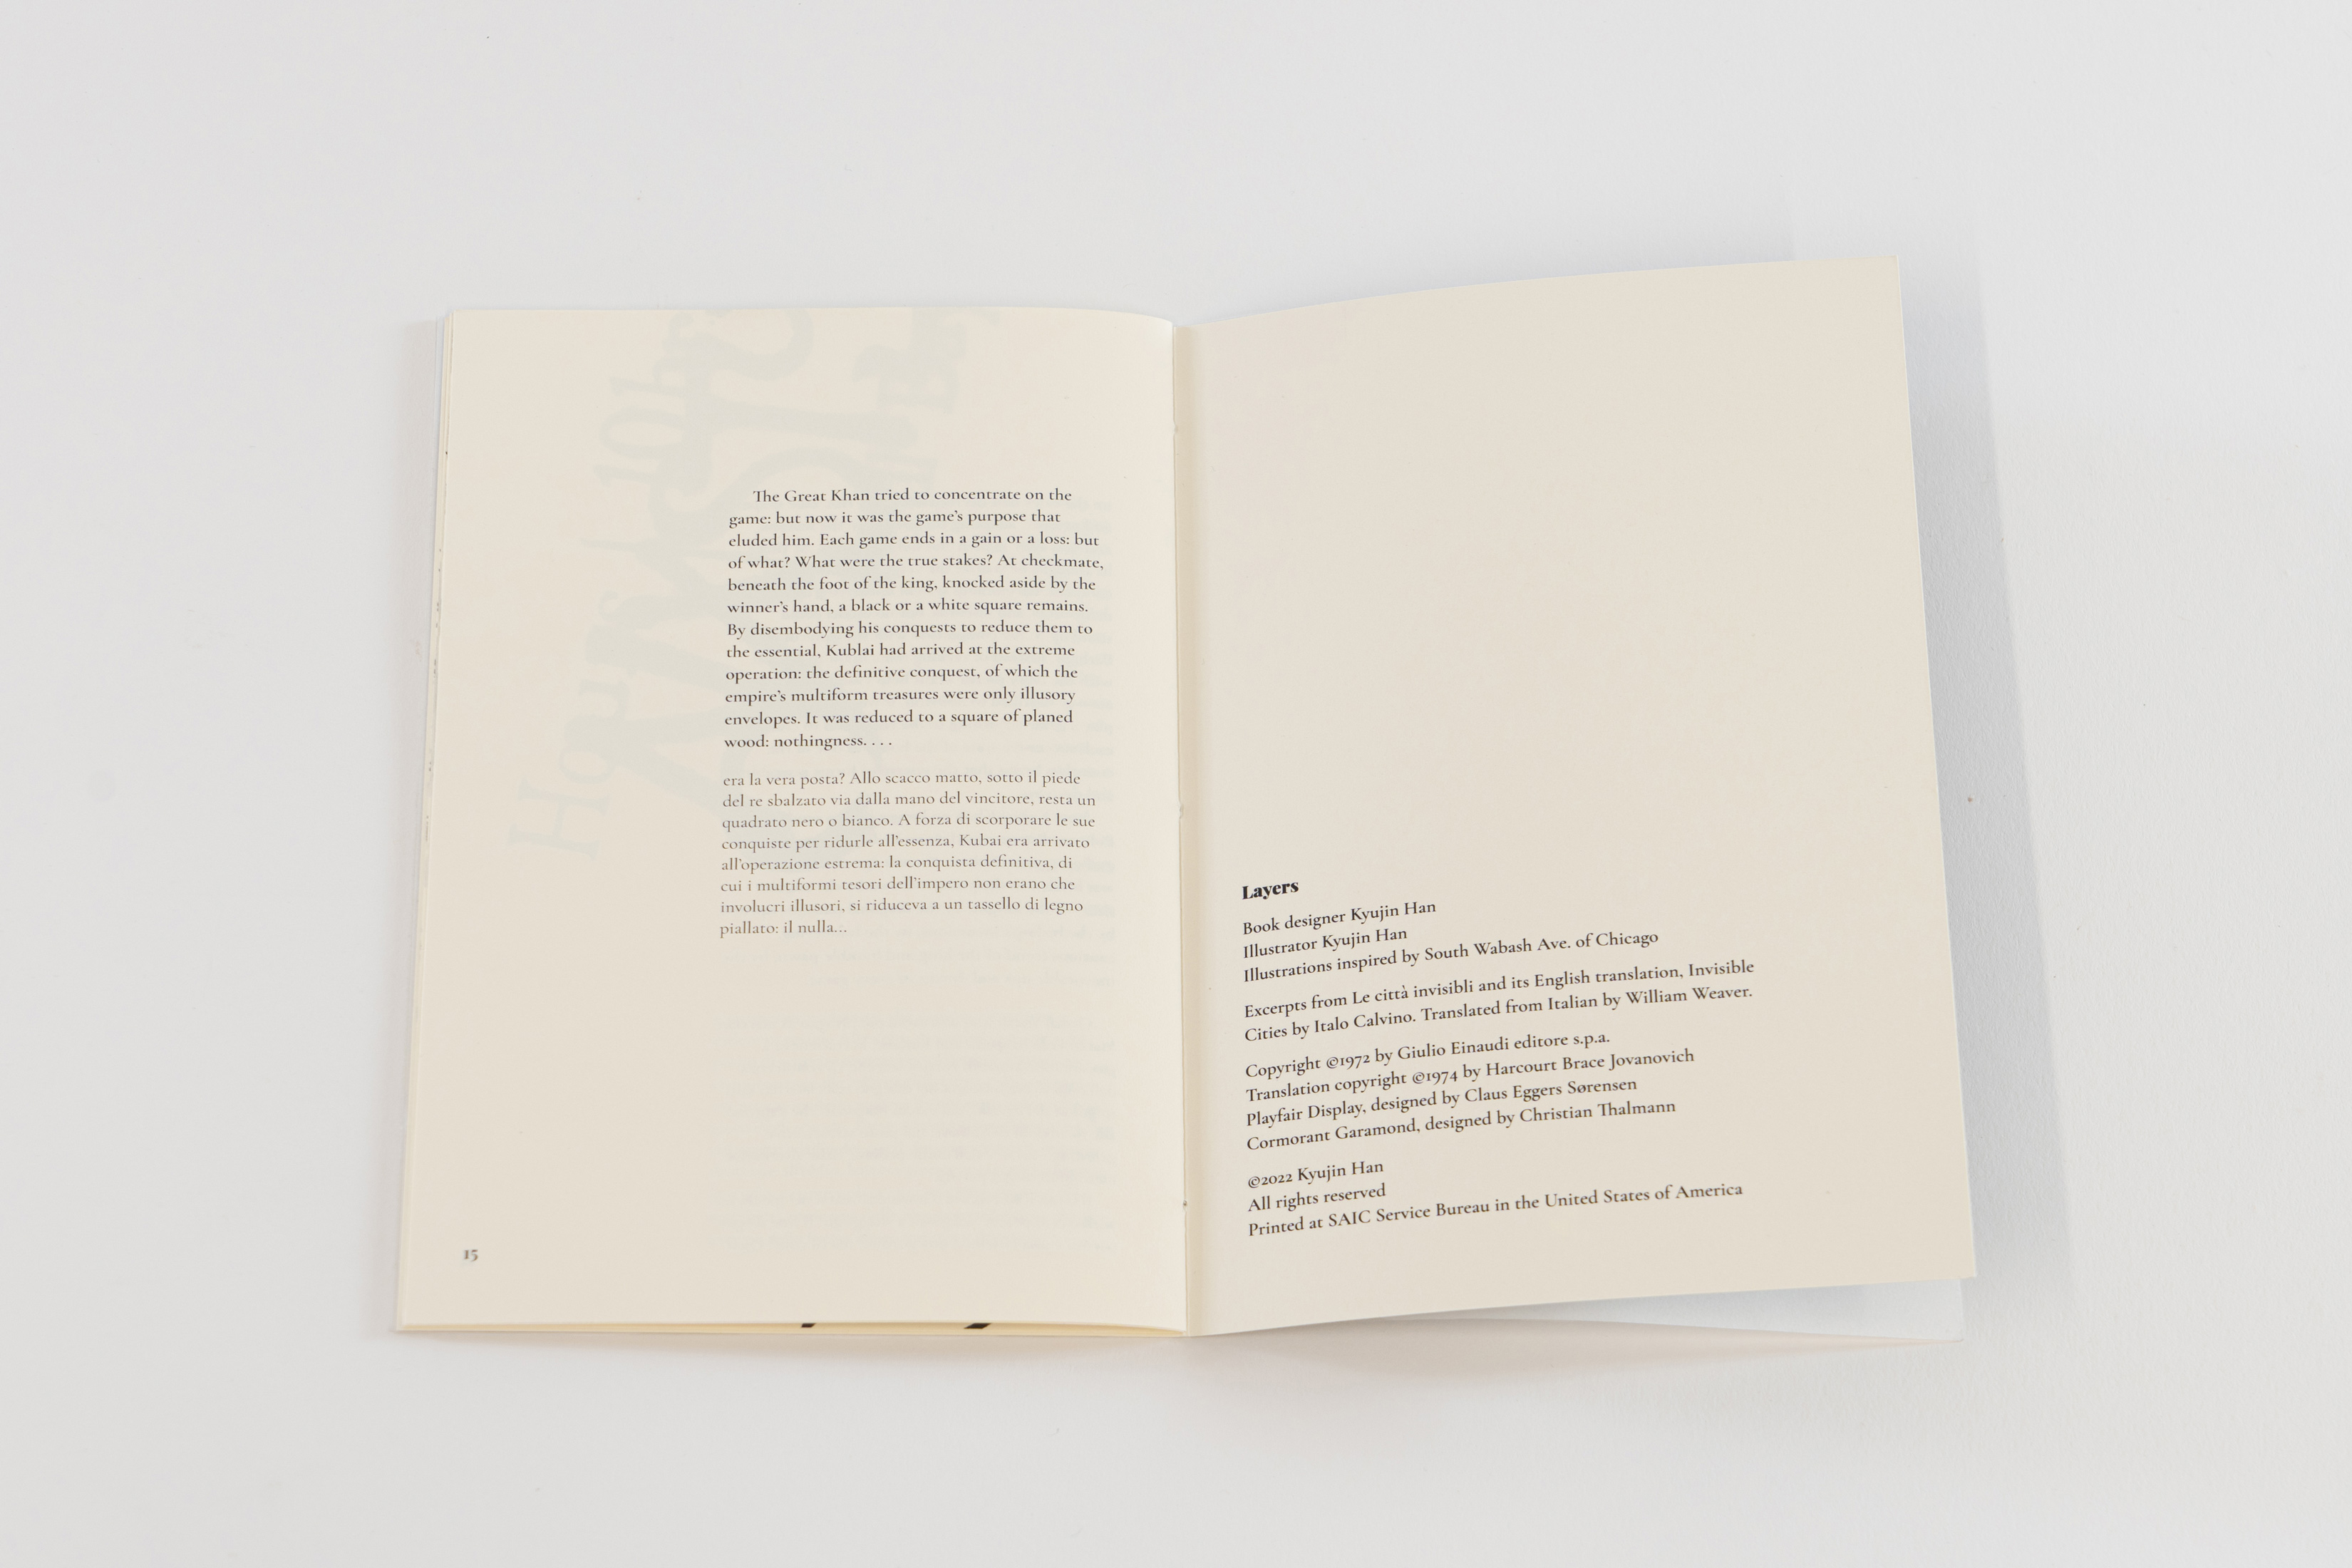 The Great Khan tried to concentrate on the
game: but now it was the game's purpose that
eluded him. Each game ends in a gain or a loss: but
of what? What were the true stakes? At checkmate,
beneath the foot of the king, knocked aside by the
winner's hand, a black or a white square remains.
By disembodying his conquests to reduce them to
the essential, Kublai had arrived at the extreme
operation: the definitive conquest, of which the
empire's multiform treasures were only illusory
envelopes. It was reduced to a square of planed
wood: nothingness. . . .
era la vera posta? Allo scacco matto, sotto il piede
del re sbalzato via dalla mano del vincitore, resta un
quadrato nero o bianco. A forza di scorporare le sue
conquiste per ridurle all'essenza, Kubai era arrivato
all'operazione estrema: la conquista definitiva, di
cui i multiformi tesori dell'impero non erano che
involucri illusori, si riduceva a un tassello di legno
piallato: il nulla...
15
Layers
Book designer Kyujin Han
Illustrator Kyujin Han
Illustrations inspired by South Wabash Ave. of Chicago
Excerpts from Le città invisibli and its English translation, Invisible
Cities by Italo Calvino. Translated from Italian by William Weaver.
Copyright ©1972 by Giulio Einaudi editore s.p.a.
Translation copyright ©1974 by Harcourt Brace Jovanovich
Playfair Display, designed by Claus Eggers Sørensen
Cormorant Garamond, designed by Christian Thalmann
©2022 Kyujin Han
All rights reserved
Printed at SAIC Service Bureau in the United States of America